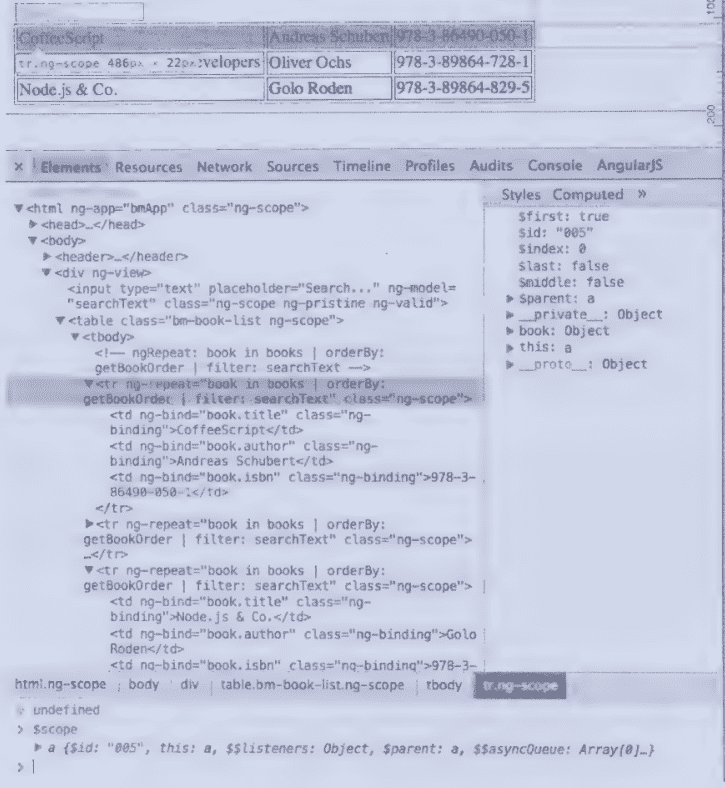 CoffeeScript Andreas Schubert 978-3-86490-050-1
tr.ng-scope 486px × 22px velopers Oliver Ochs 978-3-89864-728-1
Node.js & Co. Golo Roden 978-3-89864-829-5
100
200
× Elements Resources Network Sources Timeline Profiles Audits Console AngularJS
Styles Computed »
▼<html ng-app="bmApp" class="ng-scope">
▶<head>…</head>
▼<body>
▶<header>…</header>
▼<div ng-view>
<input type="text" placeholder="Search..." ng-model=
"searchText" class="ng-scope ng-pristine ng-valid">
▼<table class="bm-book-list ng-scope">
▼<tbody>
<!-- ngRepeat: book in books | orderBy:
getBookOrder | filter: searchText -->
▼<tr ng-repeat="book in books | orderBy:
getBookOrder | filter: searchText" class="ng-scope">
<td ng-bind="book.title" class="ng-
binding">CoffeeScript</td>
<td ng-bind="book.author" class="ng-
binding">Andreas Schubert</td>
<td ng-bind="book.isbn" class="ng-binding">978-3-
86490-050-1</td>
</tr>
▶<tr ng-repeat="book in books | orderBy:
getBookOrder | filter: searchText" class="ng-scope">
…</tr>
▼<tr ng-repeat="book in books | orderBy:
getBookOrder | filter: searchText" class="ng-scope">
<td ng-bind="book.title" class="ng-
binding">Node.js & Co.</td>
<td ng-bind="book.author" class="ng-binding">Golo
Roden</td>
<td ng-bind="book.isbn" class="ng-binding">978-3-
$first: true
$id: "005"
$index: 0
$last: false
$middle: false
▶ $parent: a
▶ __private__: Object
▶ book: Object
▶ this: a
▶ __proto__: Object
html.ng-scope body div table.bm-book-list.ng-scope tbody tr.ng-scope
undefined
> $scope
▶ a {$id: "005", this: a, $$listeners: Object, $parent: a, $$asyncQueue: Array[0]…}
>